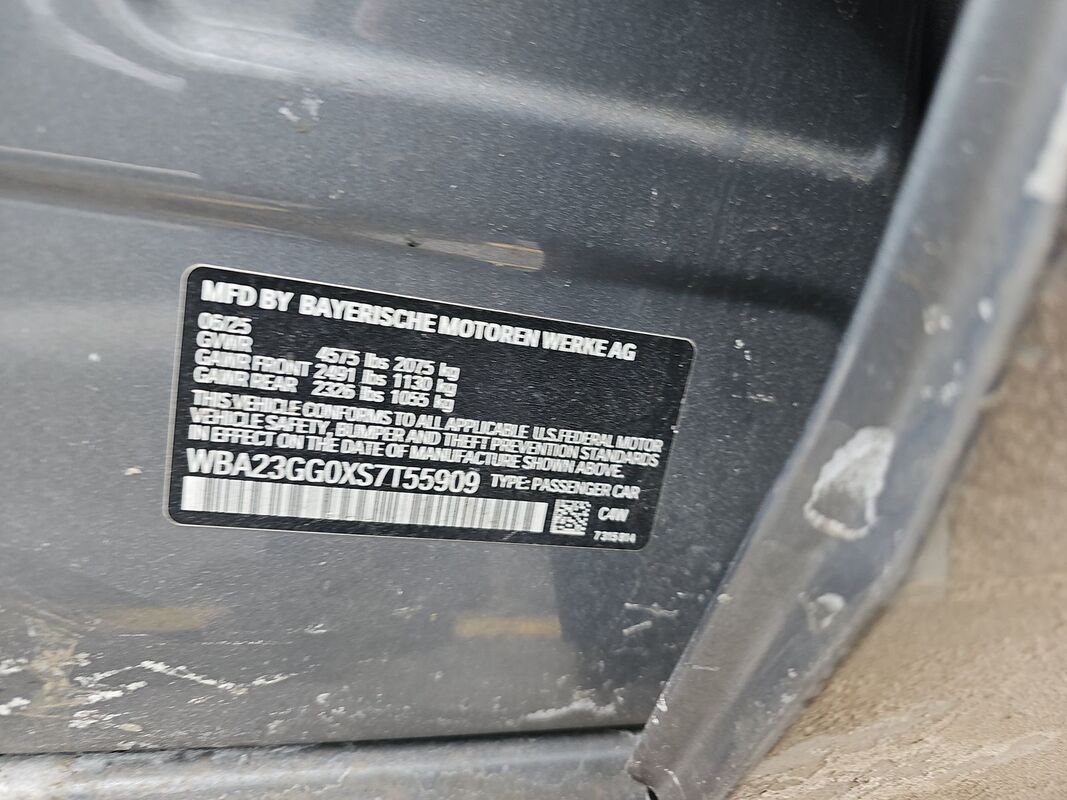 MFD BY BAYERISCHE MOTOREN WERKE AG
06/25
GVWR 4575 lbs 2075 kg
GAWR FRONT 2491 lbs 1130 kg
GAWR REAR 2326 lbs 1055 kg
THIS VEHICLE CONFORMS TO ALL APPLICABLE U.S. FEDERAL MOTOR
VEHICLE SAFETY, BUMPER AND THEFT PREVENTION STANDARDS
IN EFFECT ON THE DATE OF MANUFACTURE SHOWN ABOVE.
WBA23GG0XS7T55909 TYPE: PASSENGER CAR
C4W